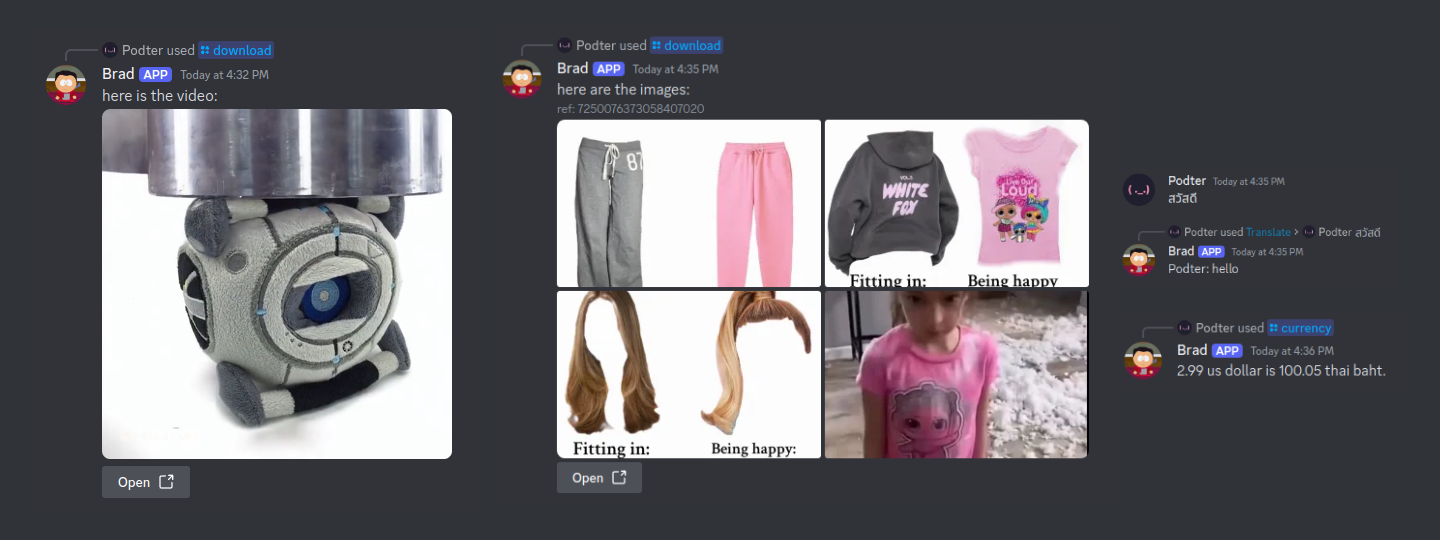 Podter used download
Brad APP Today at 4:32 PM
here is the video:
Open
Podter used download
Brad APP Today at 4:35 PM
here are the images:
ref: 7250076373058407020
87
VOL.5
WHITE
FOX
Live Out
Loud
Fitting in:
Being happy
Fitting in:
Being happy:
Open
( ._.)
Podter Today at 4:35 PM
สวัสดี
Podter used Translate › Podter สวัสดี
Brad APP Today at 4:35 PM
Podter: hello
Podter used currency
Brad APP Today at 4:36 PM
2.99 us dollar is 100.05 thai baht.